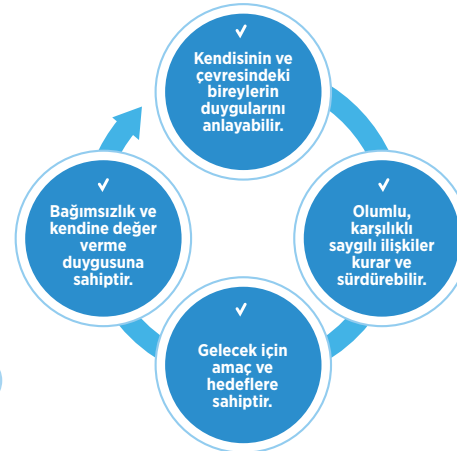 ✓
Kendisinin ve
çevresindeki
bireylerin
duygularını
anlayabilir.
✓
Olumlu,
karşılıklı
saygılı ilişkiler
kurar ve
sürdürebilir.
✓
Gelecek için
amaç ve
hedeflere
sahiptir.
✓
Bağımsızlık ve
kendine değer
verme
duygusuna
sahiptir.